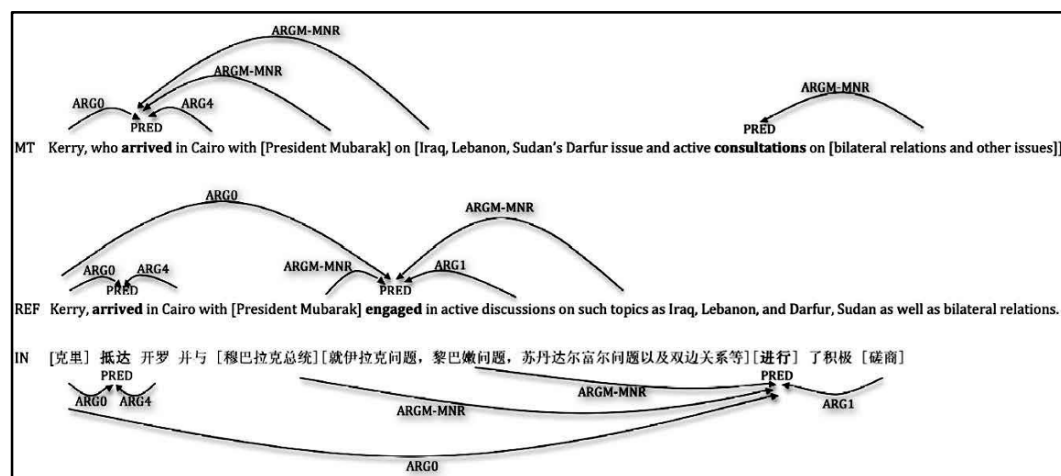 ARGM-MNR
ARGM-MNR
ARGM-MNR
ARG0 ARG4
PRED PRED
MT Kerry, who arrived in Cairo with [President Mubarak] on [Iraq, Lebanon, Sudan's Darfur issue and active consultations on [bilateral relations and other issues]]
ARG0
ARGM-MNR
ARG0 ARG4 ARGM-MNR ARG1
PRED PRED
REF Kerry, arrived in Cairo with [President Mubarak] engaged in active discussions on such topics as Iraq, Lebanon, and Darfur, Sudan as well as bilateral relations.
IN [克里] 抵达 开罗 并与 [穆巴拉克总统][就伊拉克问题，黎巴嫩问题，苏丹达尔富尔问题以及双边关系等][进行] 了积极 [磋商]
PRED PRED
ARG0 ARG4 ARGM-MNR ARG1
ARGM-MNR
ARG0